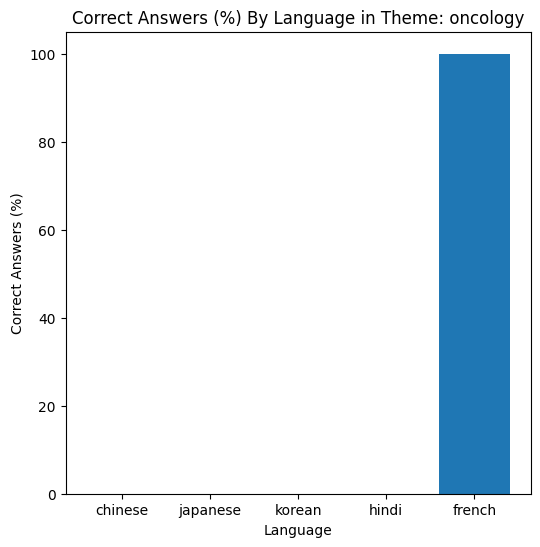 Correct Answers (%) By Language in Theme: oncology
Correct Answers (%)
100
80
60
40
20
0
chinese japanese korean hindi french
Language